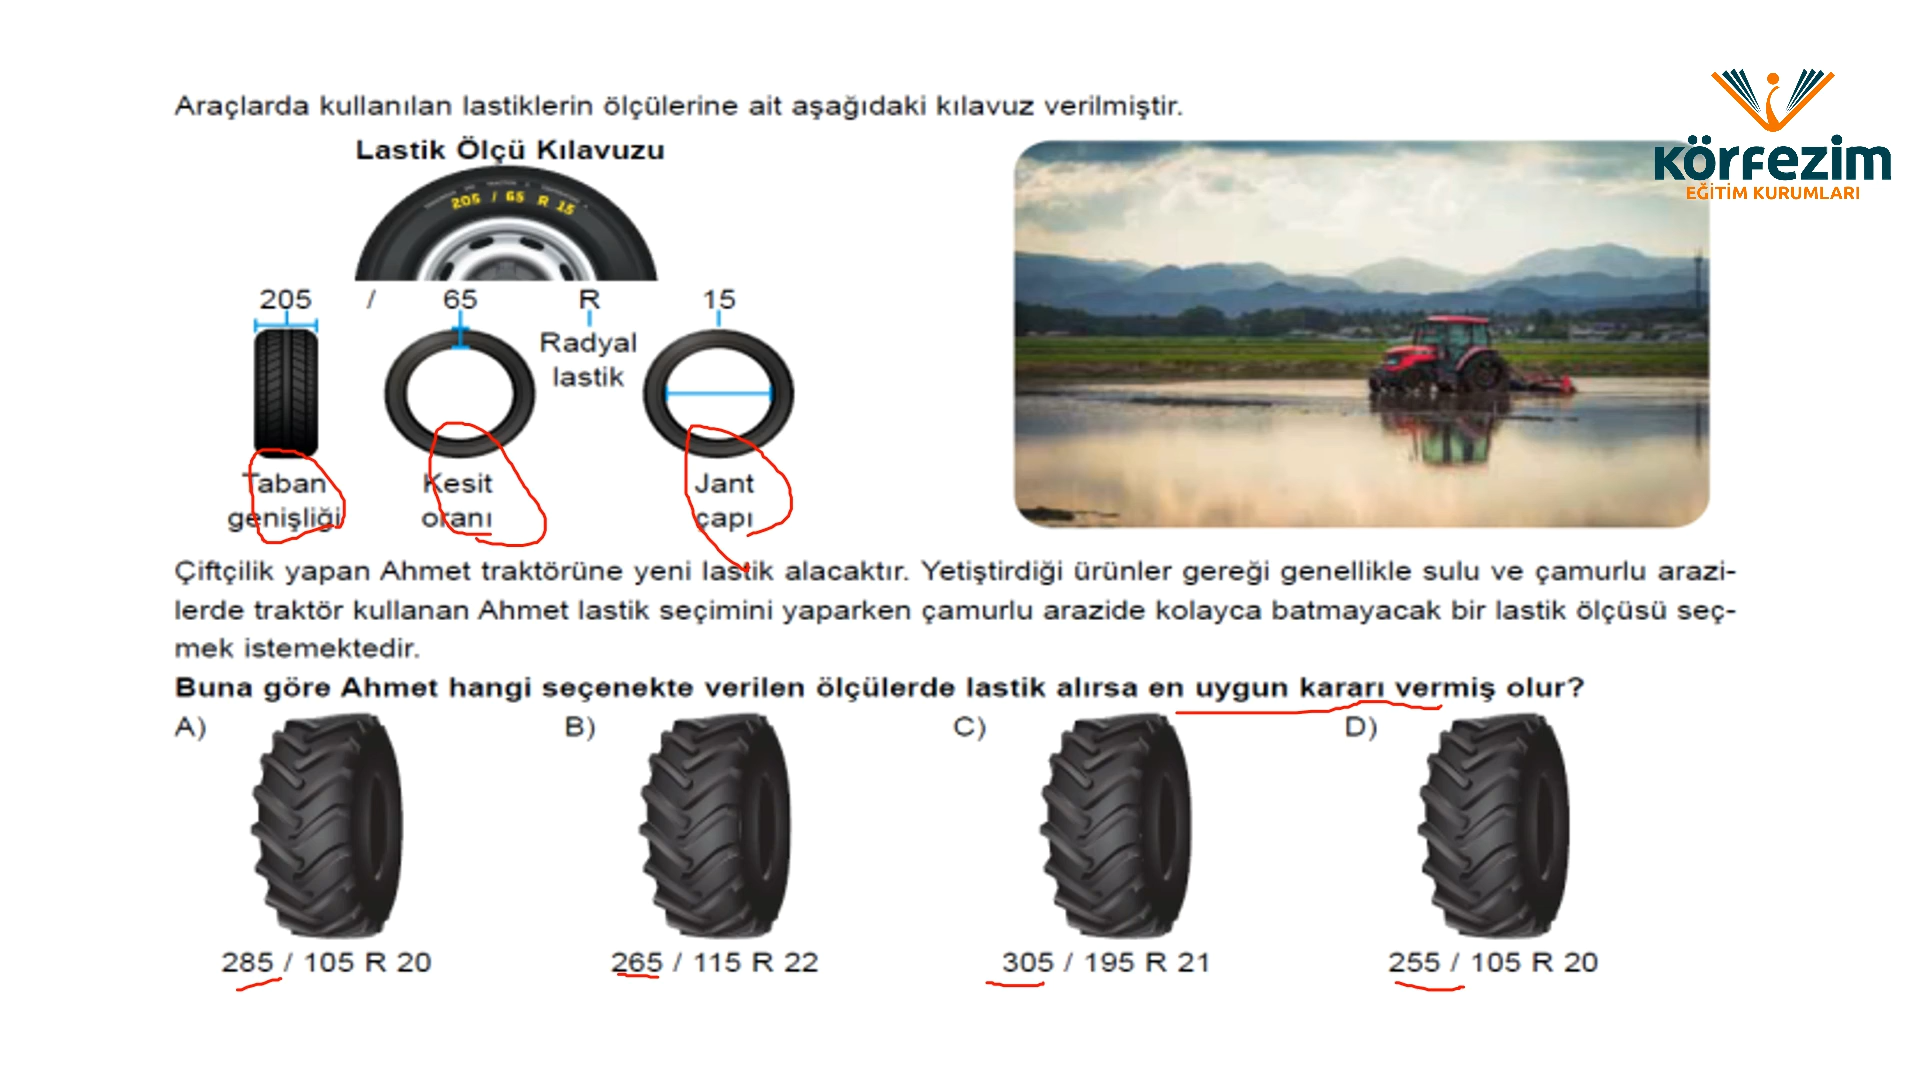 KÖRFEZİM
EĞİTİM KURUMLARI
Araçlarda kullanılan lastiklerin ölçülerine ait aşağıdaki kılavuz verilmiştir.
Lastik Ölçü Kılavuzu
205 / 65 R 15
205 / 65 R 15
Radyal
lastik
Taban
genişliği
Kesit
oranı
Jant
çapı
Çiftçilik yapan Ahmet traktörüne yeni lastik alacaktır. Yetiştirdiği ürünler gereği genellikle sulu ve çamurlu arazi-
lerde traktör kullanan Ahmet lastik seçimini yaparken çamurlu arazide kolayca batmayacak bir lastik ölçüsü seç-
mek istemektedir.
Buna göre Ahmet hangi seçenekte verilen ölçülerde lastik alırsa en uygun kararı vermiş olur?
A)
285 / 105 R 20
B)
265 / 115 R 22
C)
305 / 195 R 21
D)
255 / 105 R 20